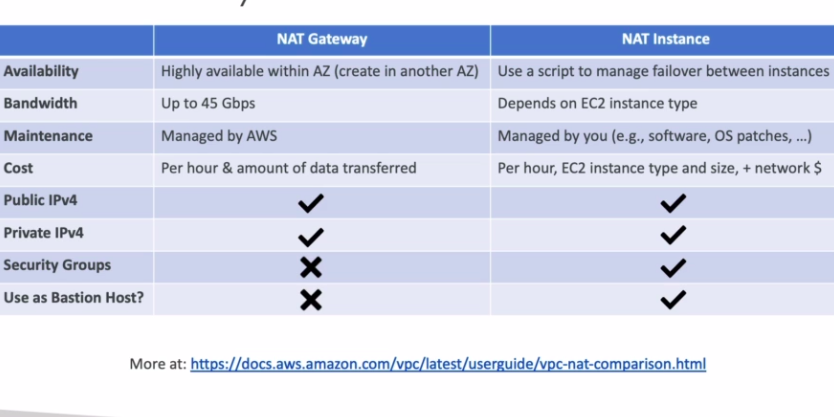 NAT Gateway NAT Instance
Availability Highly available within AZ (create in another AZ) Use a script to manage failover between instances
Bandwidth Up to 45 Gbps Depends on EC2 instance type
Maintenance Managed by AWS Managed by you (e.g., software, OS patches, …)
Cost Per hour & amount of data transferred Per hour, EC2 instance type and size, + network $
Public IPv4 ✓ ✓
Private IPv4 ✓ ✓
Security Groups ✗ ✓
Use as Bastion Host? ✗ ✓
More at: https://docs.aws.amazon.com/vpc/latest/userguide/vpc-nat-comparison.html